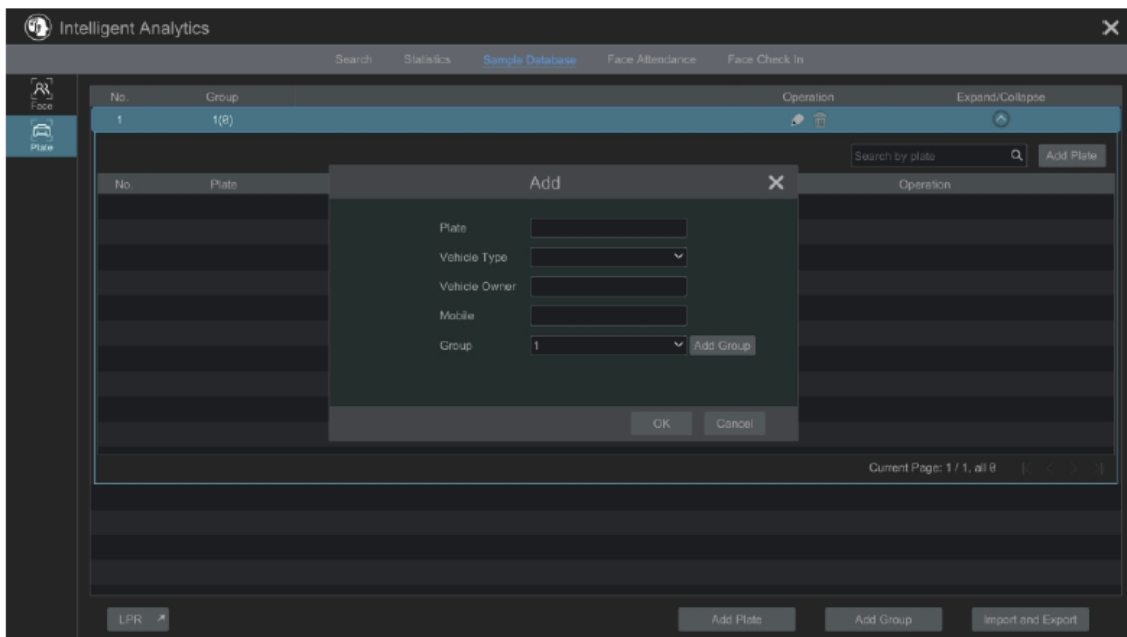 Intelligent Analytics
Search Statistics Sample Database Face Attendance Face Check In
Face
Plate
No. Group Operation Expand/Collapse
1 1(0)
Search by plate Add Plate
No. Plate Operation
Add
Plate
Vehicle Type
Vehicle Owner
Mobile
Group 1 Add Group
OK Cancel
Current Page: 1 / 1, all 0
LPR Add Plate Add Group Import and Export